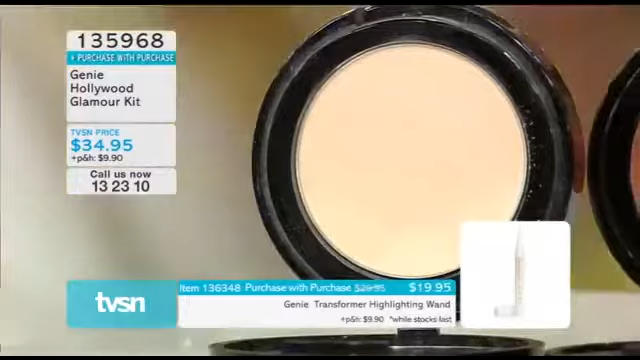 135968
+ PURCHASE WITH PURCHASE
Genie
Hollywood
Glamour Kit
TVSN PRICE
$34.95
+p&h: $9.90
Call us now
13 23 10
tvsn
Item 136348 Purchase with Purchase $29.95 $19.95
Genie Transformer Highlighting Wand
+p&h: $9.90 *while stocks last